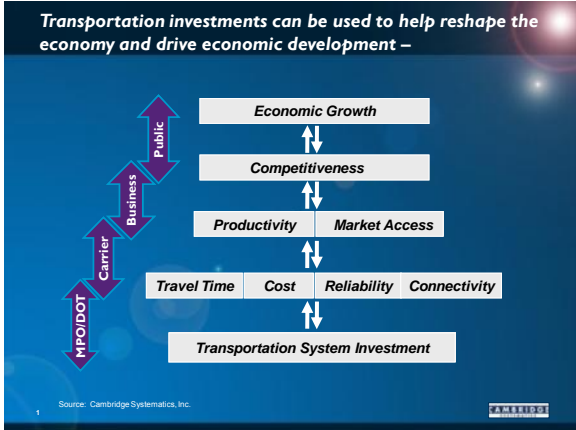 Transportation investments can be used to help reshape the
economy and drive economic development –
Public
Business
Carrier
MPO/DOT
Economic Growth
Competitiveness
Productivity Market Access
Travel Time Cost Reliability Connectivity
Transportation System Investment
Source: Cambridge Systematics, Inc.
1
CAMBRIDGE